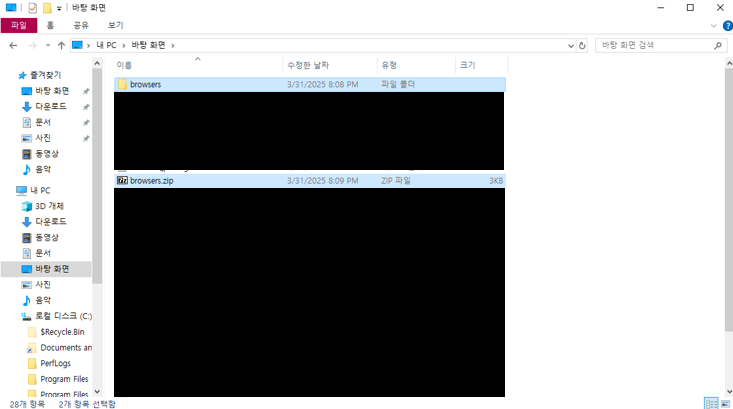 바탕 화면
파일 홈 공유 보기
내 PC 바탕 화면
바탕 화면 검색
이름 수정한 날짜 유형 크기
즐겨찾기
바탕 화면
다운로드
문서
사진
동영상
음악
내 PC
3D 개체
다운로드
동영상
문서
바탕 화면
사진
음악
로컬 디스크 (C:)
$Recycle.Bin
Documents an
PerfLogs
Program Files
Program Files
browsers 3/31/2025 8:08 PM 파일 폴더
browsers.zip 3/31/2025 8:09 PM ZIP 파일 3KB
28개 항목 2개 항목 선택함